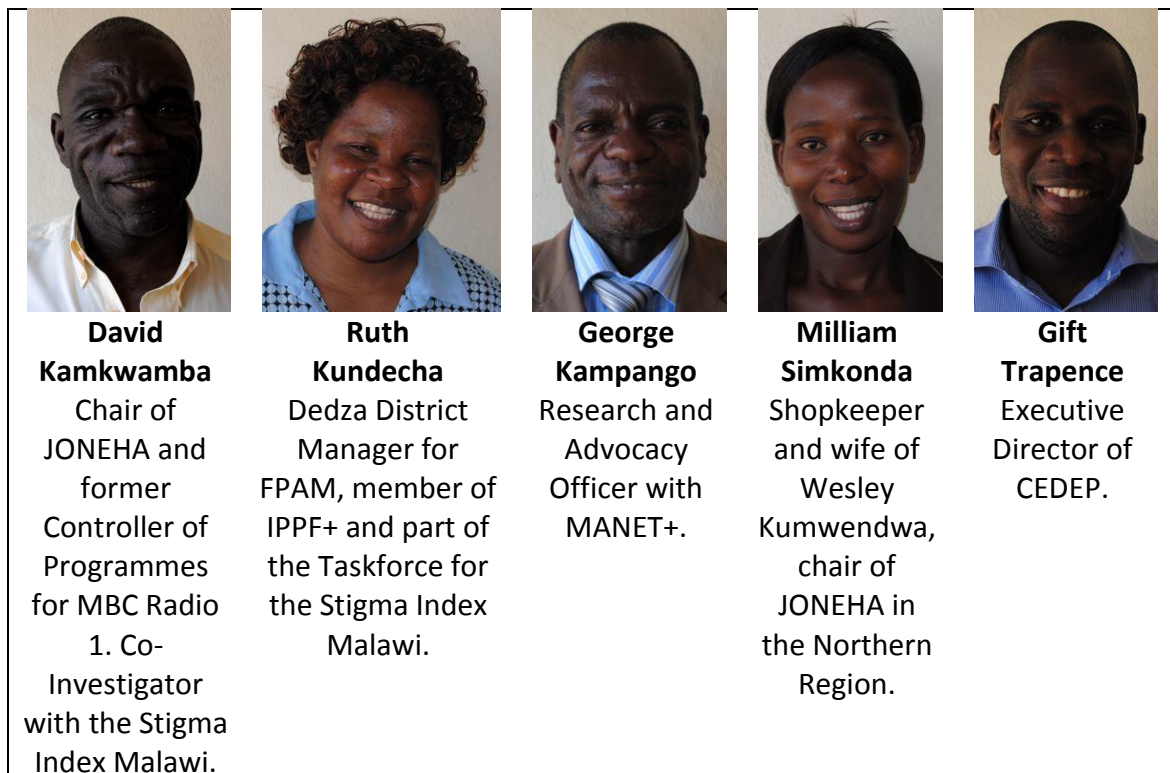 David
Kamkwamba
Chair of
JONEHA and
former
Controller of
Programmes
for MBC Radio
1. Co-
Investigator
with the Stigma
Index Malawi.
Ruth
Kundecha
Dedza District
Manager for
FPAM, member of
IPPF+ and part of
the Taskforce for
the Stigma Index
Malawi.
George
Kampango
Research and
Advocacy
Officer with
MANET+.
Milliam
Simkonda
Shopkeeper
and wife of
Wesley
Kumwendwa,
chair of
JONEHA in
the Northern
Region.
Gift
Trapence
Executive
Director of
CEDEP.